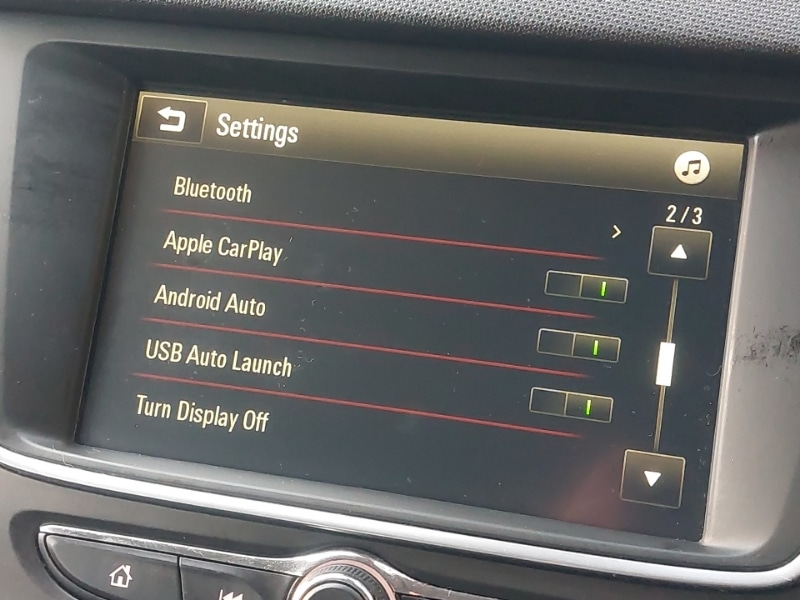 Settings
Bluetooth
2/3
Apple CarPlay
Android Auto
USB Auto Launch
Turn Display Off